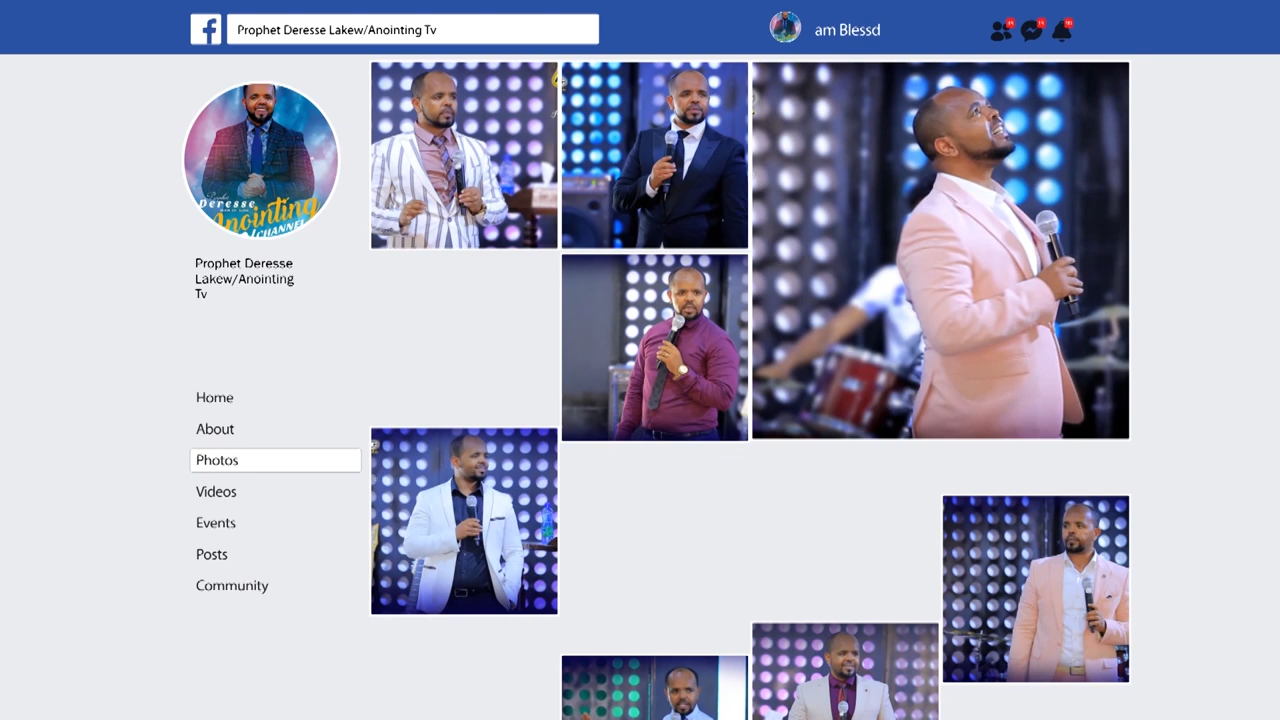 Prophet Deresse Lakew/Anointing Tv
am Blessd
Deresse
Anointing
CHANNEL
Prophet Deresse
Lakew/Anointing
Tv
Home
About
Photos
Videos
Events
Posts
Community